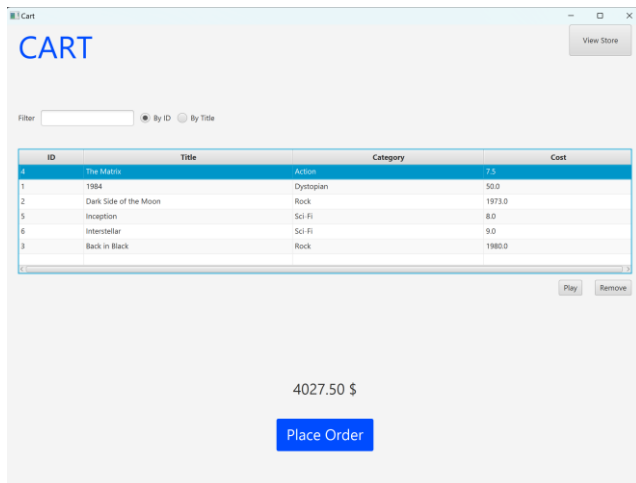 Cart
CART
View Store
Filter By ID By Title
ID Title Category Cost
4 The Matrix Action 7.5
1 1984 Dystopian 50.0
2 Dark Side of the Moon Rock 1973.0
5 Inception Sci-Fi 8.0
6 Interstellar Sci-Fi 9.0
3 Back in Black Rock 1980.0
Play Remove
4027.50 $
Place Order